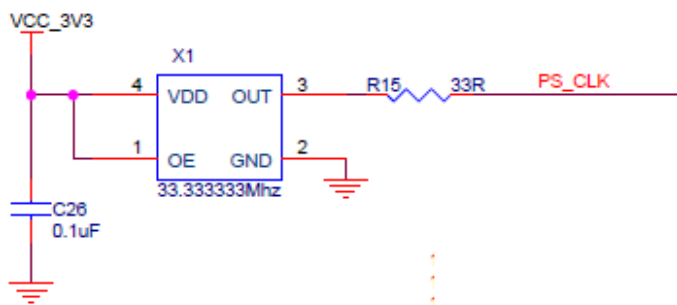 VCC_3V3
X1
4 VDD OUT 3 R15 33R PS_CLK
1 OE GND 2
33.333333Mhz
C26
0.1uF